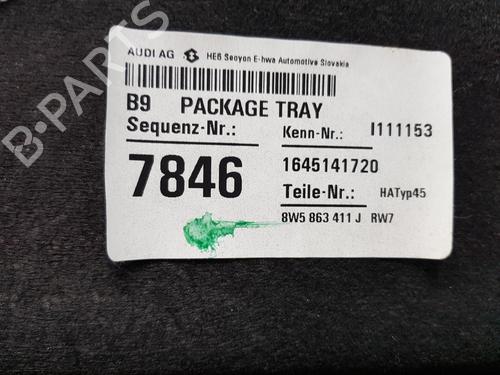 B-PARTS
AUDI AG HE6 Seoyon E-hwa Automotive Slovakia
B9 PACKAGE TRAY
Sequenz-Nr.: Kenn-Nr.: I111153
7846 1645141720
Teile-Nr.: HATyp45
8W5 863 411 J RW7